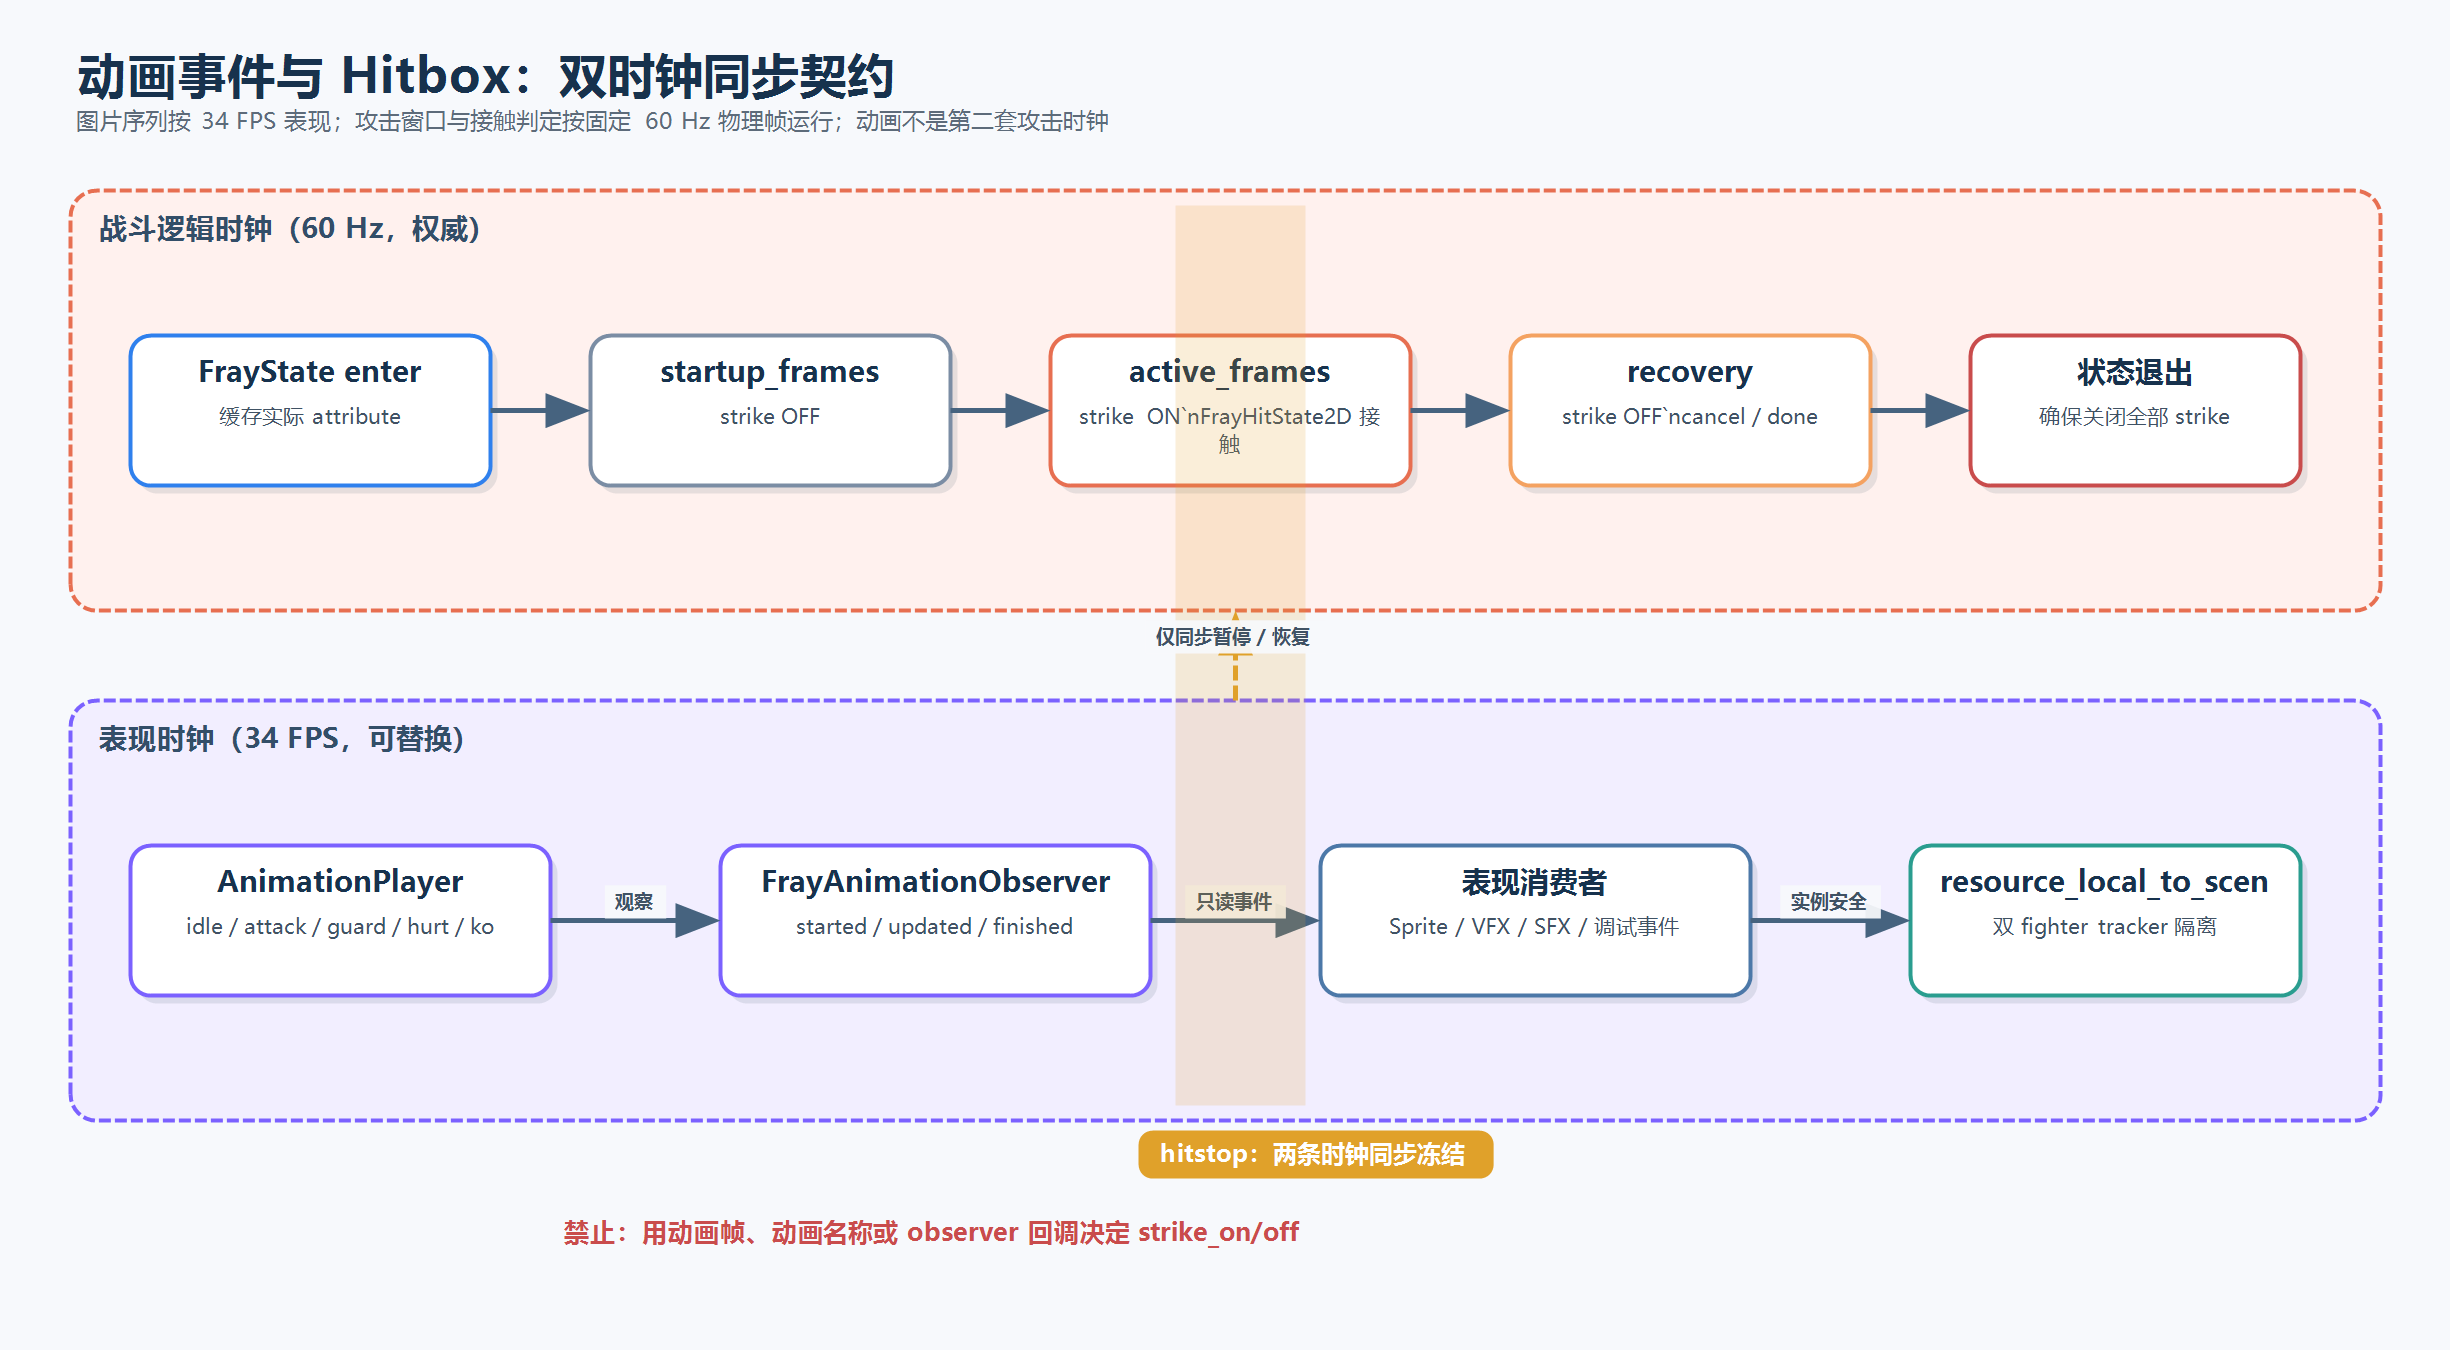 动画事件与 Hitbox：双时钟同步契约
图片序列按 34 FPS 表现；攻击窗口与接触判定按固定 60 Hz 物理帧运行；动画不是第二套攻击时钟
战斗逻辑时钟（60 Hz，权威）
FrayState enter
缓存实际 attribute
startup_frames
strike OFF
active_frames
strike ON`nFrayHitState2D 接
触
recovery
strike OFF`ncancel / done
状态退出
确保关闭全部 strike
仅同步暂停 / 恢复
表现时钟（34 FPS，可替换）
AnimationPlayer
idle / attack / guard / hurt / ko
观察
FrayAnimationObserver
started / updated / finished
只读事件
表现消费者
Sprite / VFX / SFX / 调试事件
实例安全
resource_local_to_scen
双 fighter tracker 隔离
hitstop：两条时钟同步冻结
禁止：用动画帧、动画名称或 observer 回调决定 strike_on/off